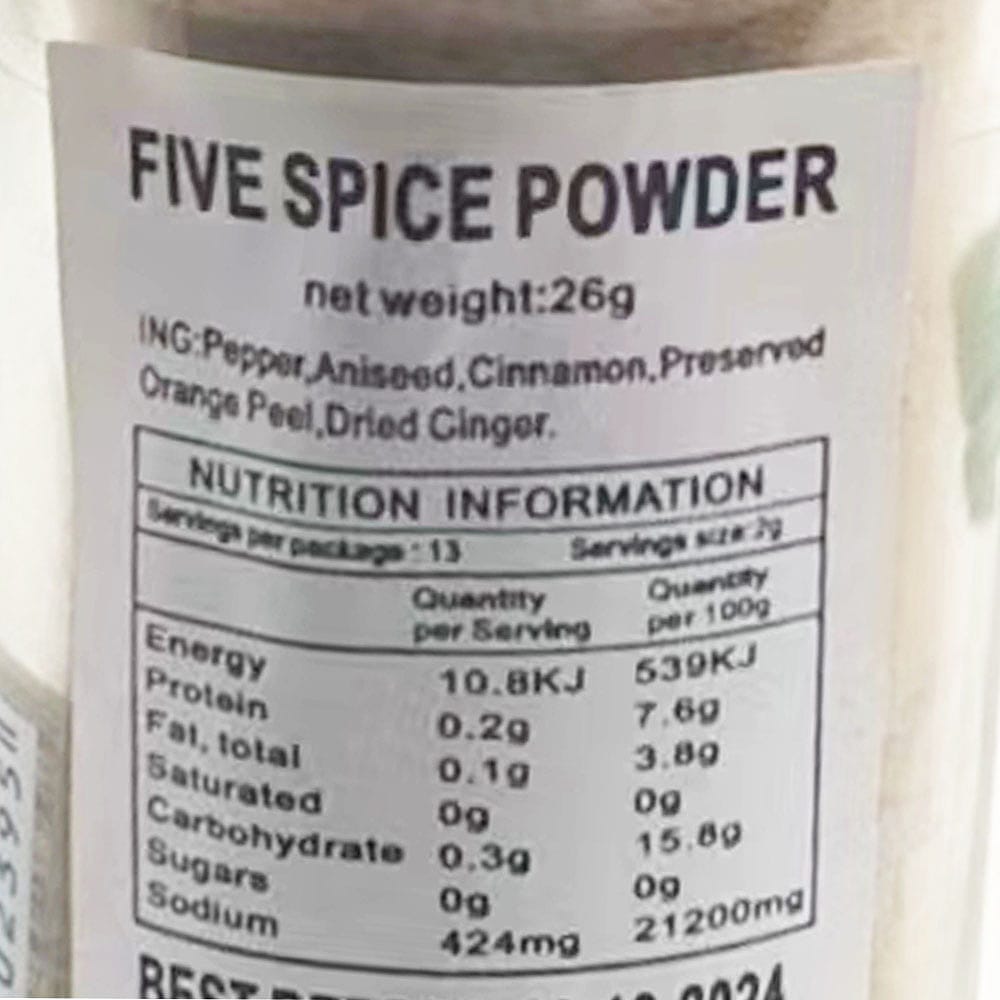 FIVE SPICE POWDER
net weight:26g
ING:Pepper,Aniseed,Cinnamon,Preserved
Orange Peel,Dried Ginger.
NUTRITION INFORMATION
Servings per package: 13 Servings size: 2g
Quantity per Serving Quantity per 100g
Energy 10.8KJ 539KJ
Protein 0.2g 7.6g
Fat, total 0.1g 3.8g
Saturated 0g 0g
Carbohydrate 0.3g 15.8g
Sugars 0g 0g
Sodium 424mg 21200mg
BEST 2024